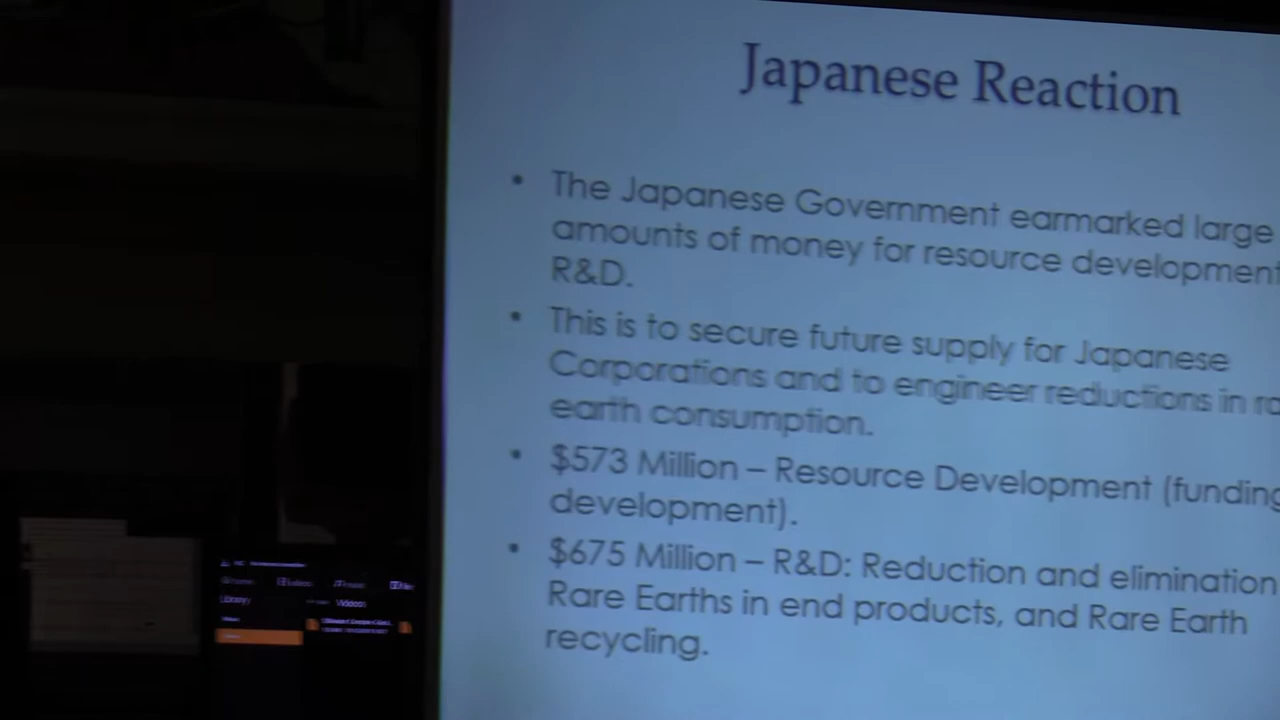 Japanese Reaction
• The Japanese Government earmarked large
amounts of money for resource development
R&D.
• This is to secure future supply for Japanese
Corporations and to engineer reductions in
earth consumption.
• $573 Million – Resource Development (funding
development).
• $675 Million – R&D: Reduction and elimination
Rare Earths in end products, and Rare Earth
recycling.
Library
Videos